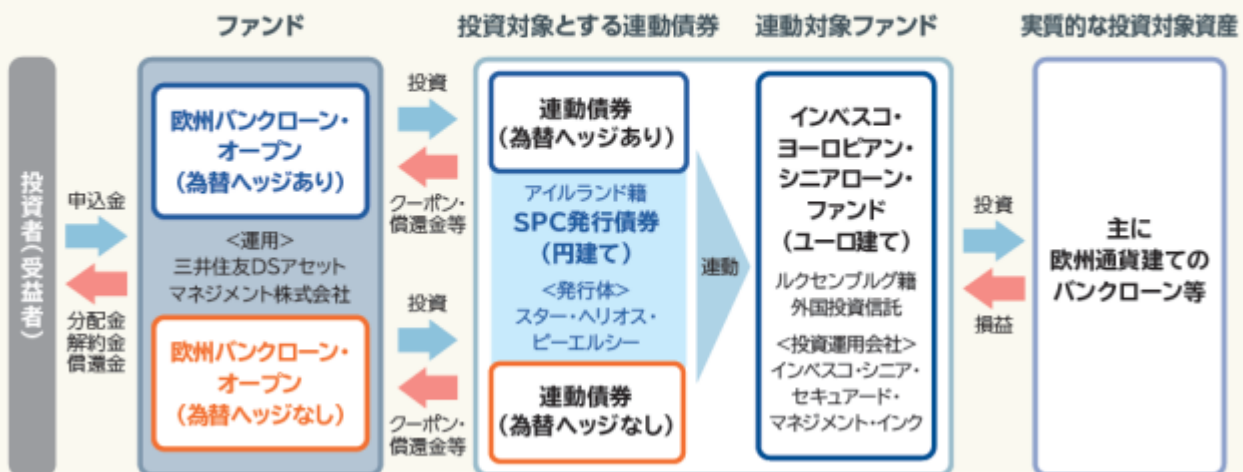 ファンド
投資対象とする連動債券
連動対象ファンド
実質的な投資対象資産
投資者(受益者)
申込金
分配金
解約金
償還金
欧州バンクローン・
オープン
(為替ヘッジあり)
<運用>
三井住友DSアセット
マネジメント株式会社
欧州バンクローン・
オープン
(為替ヘッジなし)
投資
クーポン・
償還金等
投資
クーポン・
償還金等
連動債券
(為替ヘッジあり)
アイルランド籍
SPC発行債券
(円建て)
<発行体>
スター・ヘリオス・
ピーエルシー
連動債券
(為替ヘッジなし)
連動
インベスコ・
ヨーロピアン・
シニアローン・
ファンド
(ユーロ建て)
ルクセンブルグ籍
外国投資信託
<投資運用会社>
インベスコ・シニア・
セキュアード・
マネジメント・インク
投資
損益
主に
欧州通貨建ての
バンクローン等